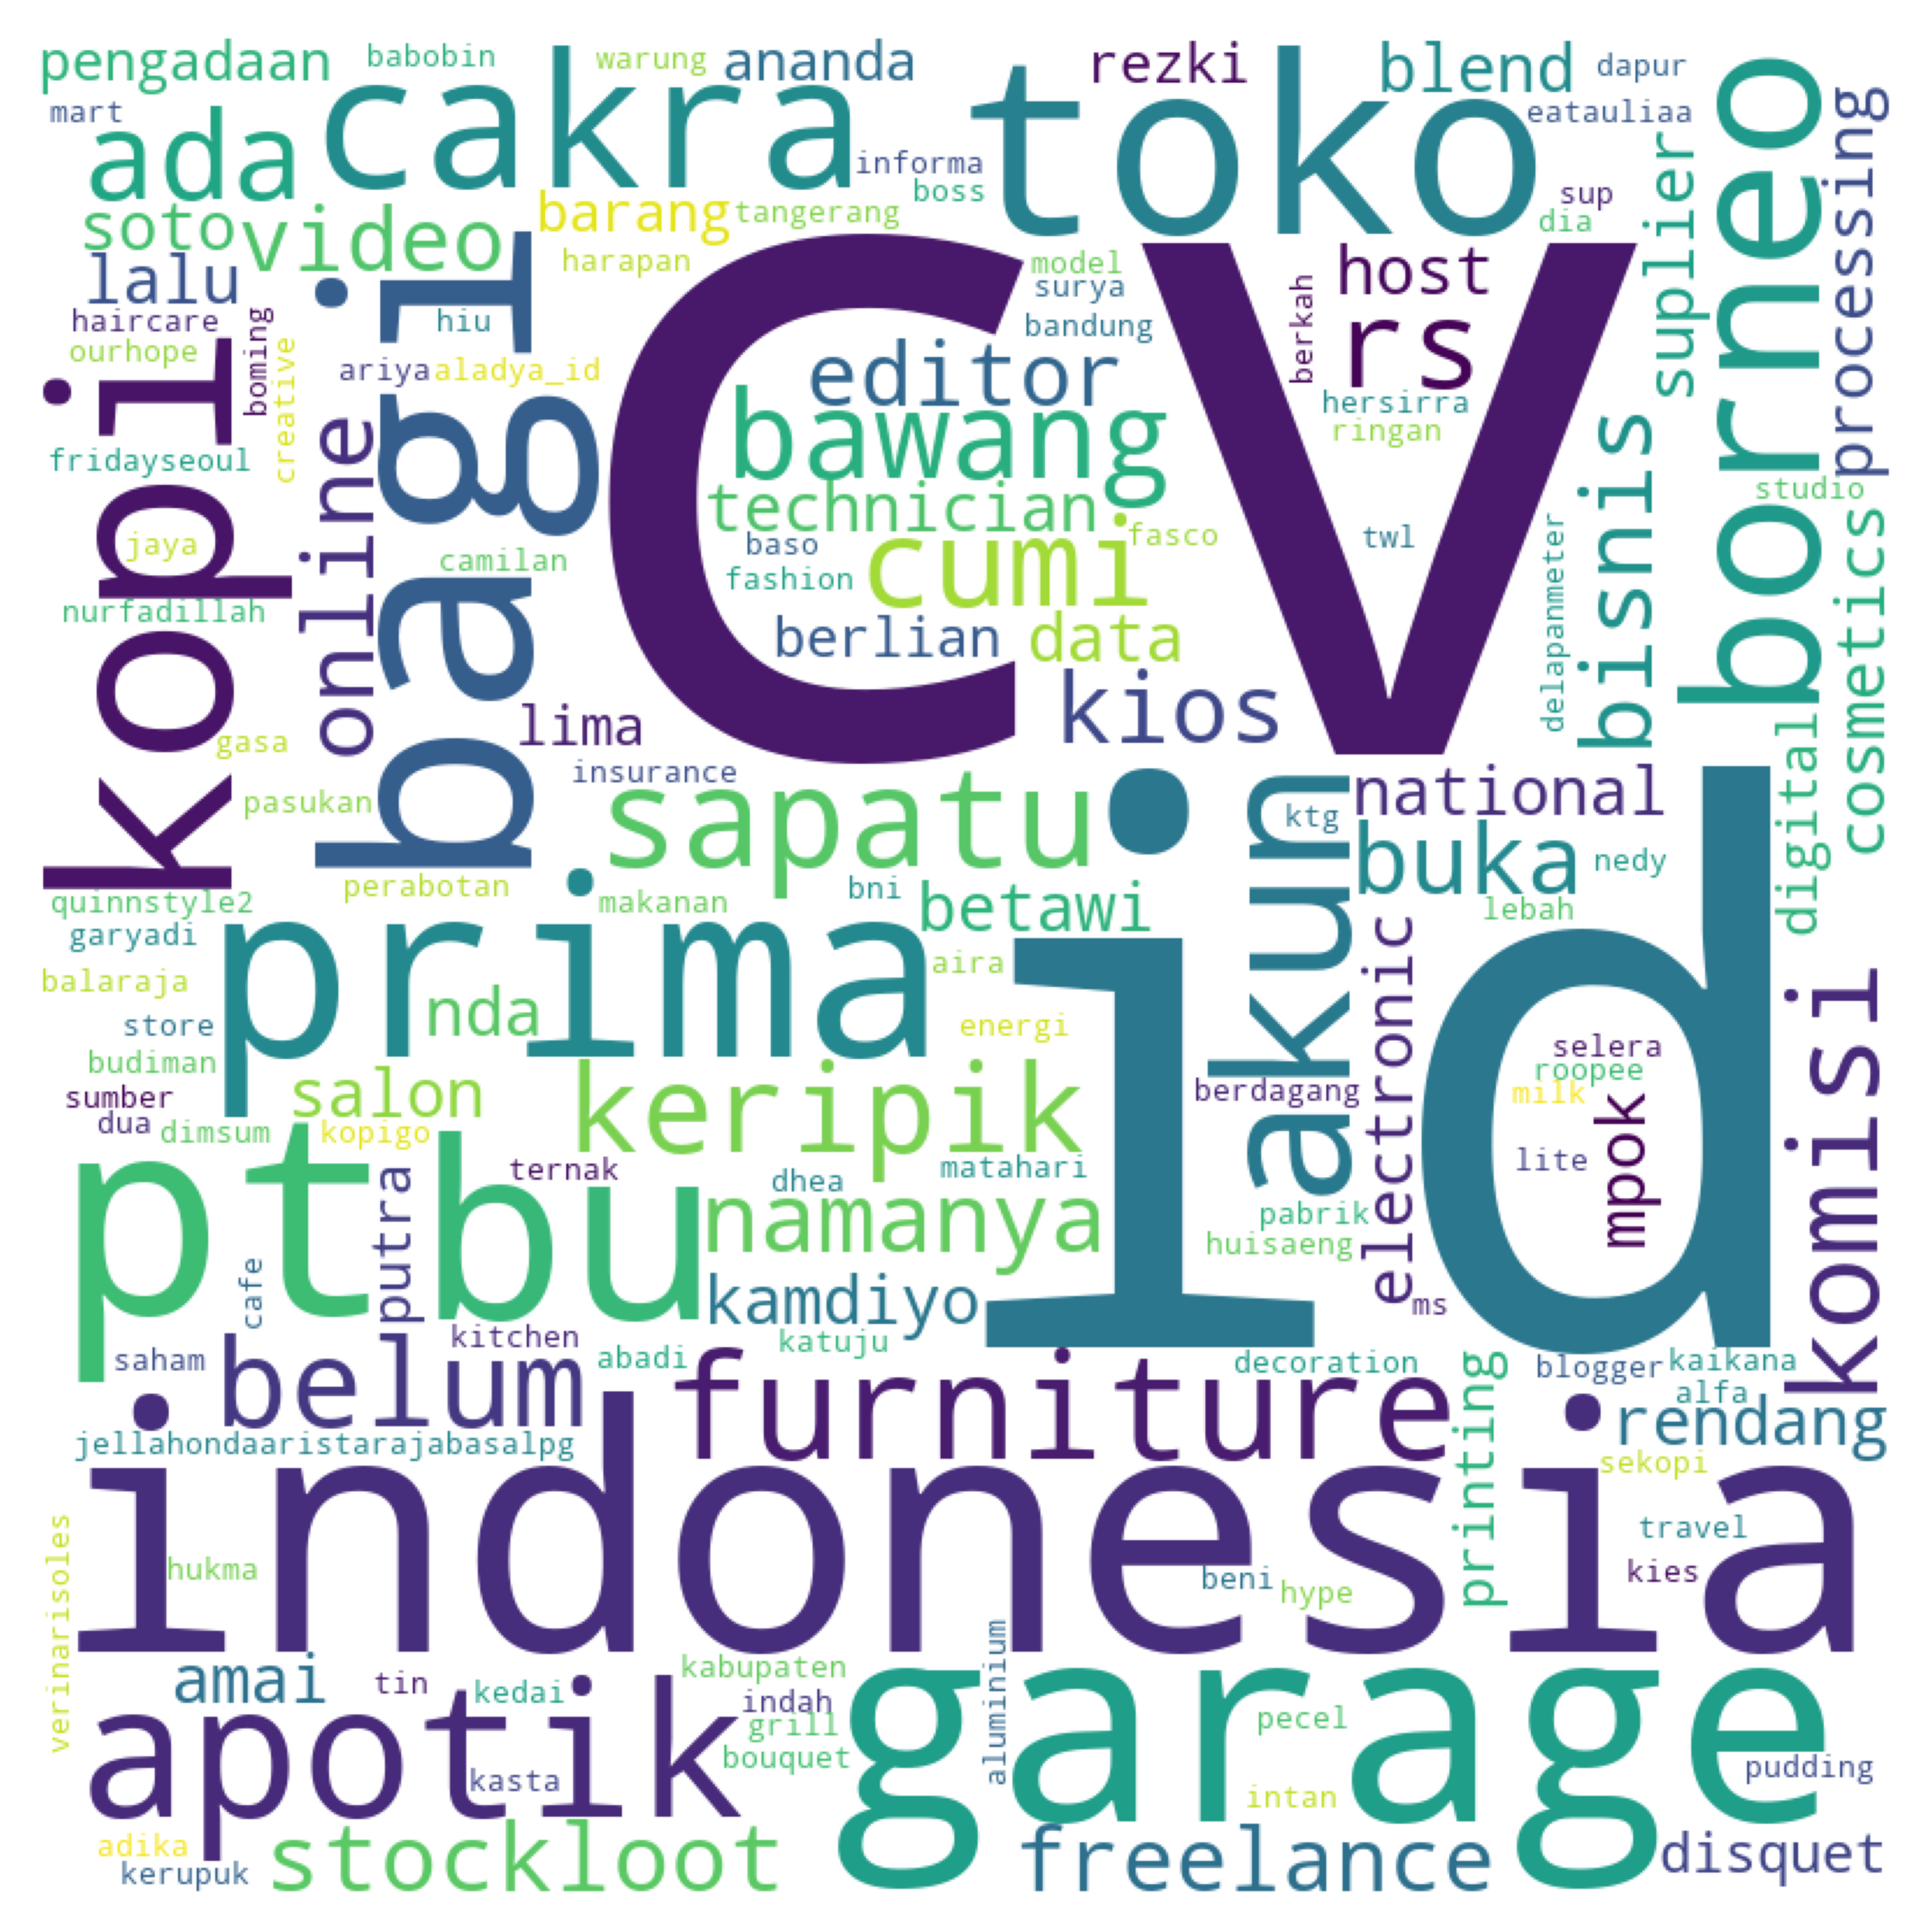 pengadaan
babobin
warung
ananda
rezki
blend
dapur
mart
cakra
toko
borneo
processing
eatauliaa
ada
informa
boss
suplier
sup
dia
soto
video
barang
tangerang
lalu
harapan
model
surya
bandung
host
berkah
bagi
cv
haircare
hiu
ourhope
boming
creative
ariya
aladya_id
editor
rs
kopi
online
bawang
hersirra
ringan
bisnis
fridayseoul
technician
studio
jaya
baso
cumi
fasco
twl
delapanmeter
cosmetics
camilan
fashion
nurfadillah
berlian
data
kios
gasa
lima
digital
insurance
pasukan
sapatu
akun
ktg
national
buka
nedy
perabotan
bni
quinnstyle2
makanan
betawi
lebah
garyadi
prima
id
electronic
komisi
balaraja
aira
store
nda
energi
budiman
selera
roopee
sumber
salon
keripik
berdagang
milk
mpok
dua
dimsum
kopigo
ptbu
putra
ternak
dhea
matahari
lite
namanya
pabrik
huisaeng
cafe
kamdiyo
ms
kitchen
katuju
saham
belum
abadi
furniture
decoration
printing
blogger
kaikana
alfa
rendang
jellahondaaristarajabasalpg
sekopi
indonesia
verinarisoles
travel
hukma
beni
hype
kies
amai
tin
kedai
kabupaten
indah
aluminium
garage
apotik
grill
pecel
bouquet
kasta
pudding
intan
adika
stockloot
freelance
disquet
kerupuk